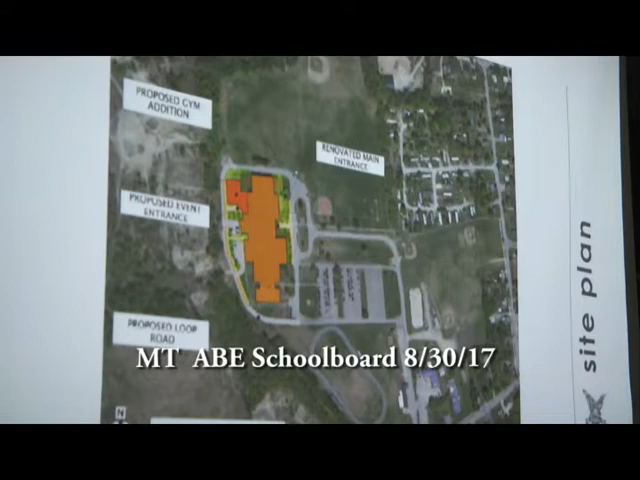 PROPOSED GYM
ADDITION
RENOVATED MAIN
ENTRANCE
PROPOSED EVENT
ENTRANCE
PROPOSED LOOP
ROAD
MT ABE Schoolboard 8/30/17
N
site plan